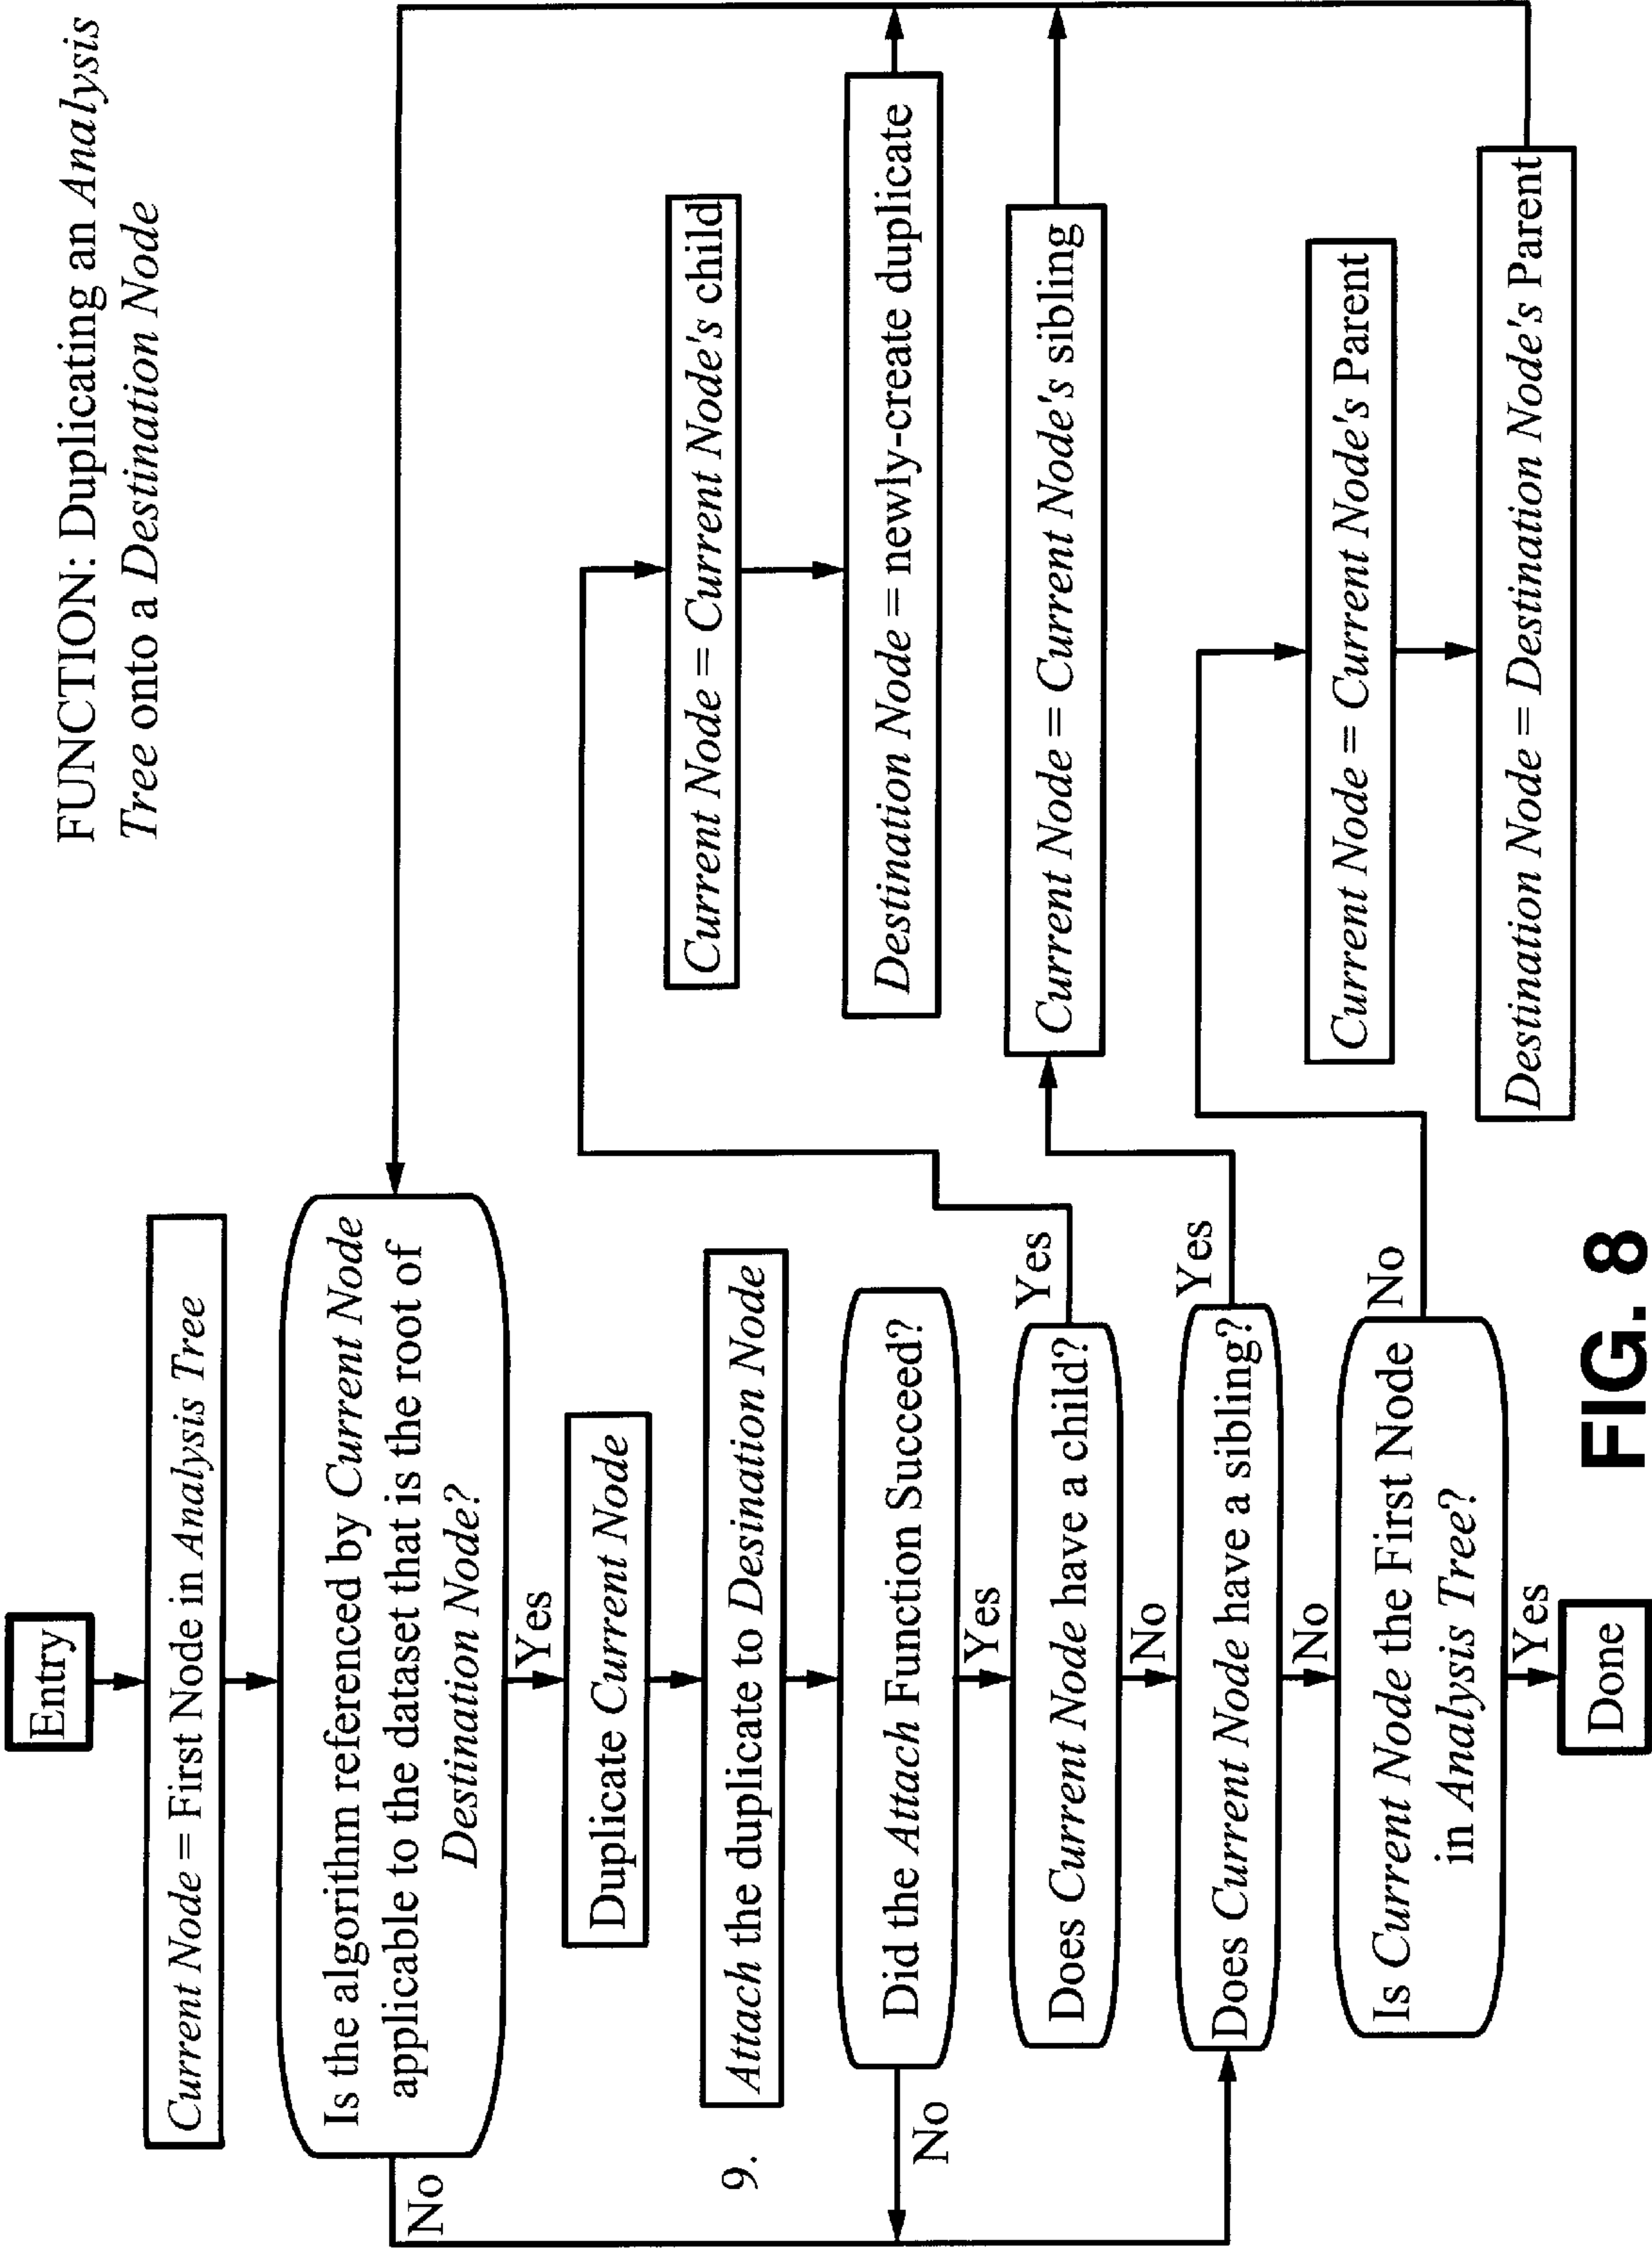 FUNCTION: Duplicating an Analysis
Tree onto a Destination Node
Entry
Current Node = First Node in Analysis Tree
Is the algorithm referenced by Current Node
applicable to the dataset that is the root of
Destination Node?
No
Yes
Duplicate Current Node
9.
Attach the duplicate to Desination Node
Did the Attach Function Succeed?
No
Yes
Does Current Node have a child?
Yes
No
Does Current Node have a sibling?
Yes
No
Is Current Node the First Node
in Analysis Tree?
No
Yes
Done
Current Node = Current Node's child
Destination Node = newly-create duplicate
Current Node = Current Node's sibling
Current Node = Current Node's Parent
Destination Node = Destination Node's Parent
FIG. 8